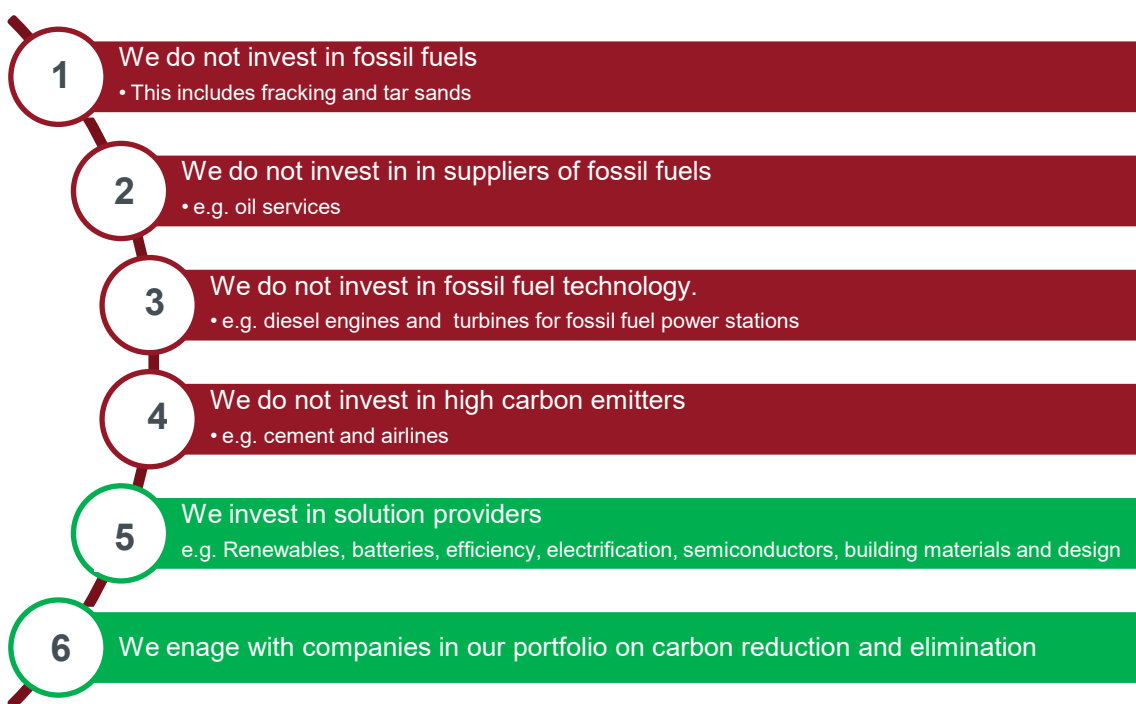 1
We do not invest in fossil fuels
• This includes fracking and tar sands
2
We do not invest in in suppliers of fossil fuels
• e.g. oil services
3
We do not invest in fossil fuel technology.
• e.g. diesel engines and  turbines for fossil fuel power stations
4
We do not invest in high carbon emitters
• e.g. cement and airlines
5
We invest in solution providers
e.g. Renewables, batteries, efficiency, electrification, semiconductors, building materials and design
6
We enage with companies in our portfolio on carbon reduction and elimination